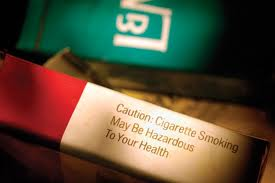 Caution: Cigarette Smoking
May Be Hazardous
To Your Health